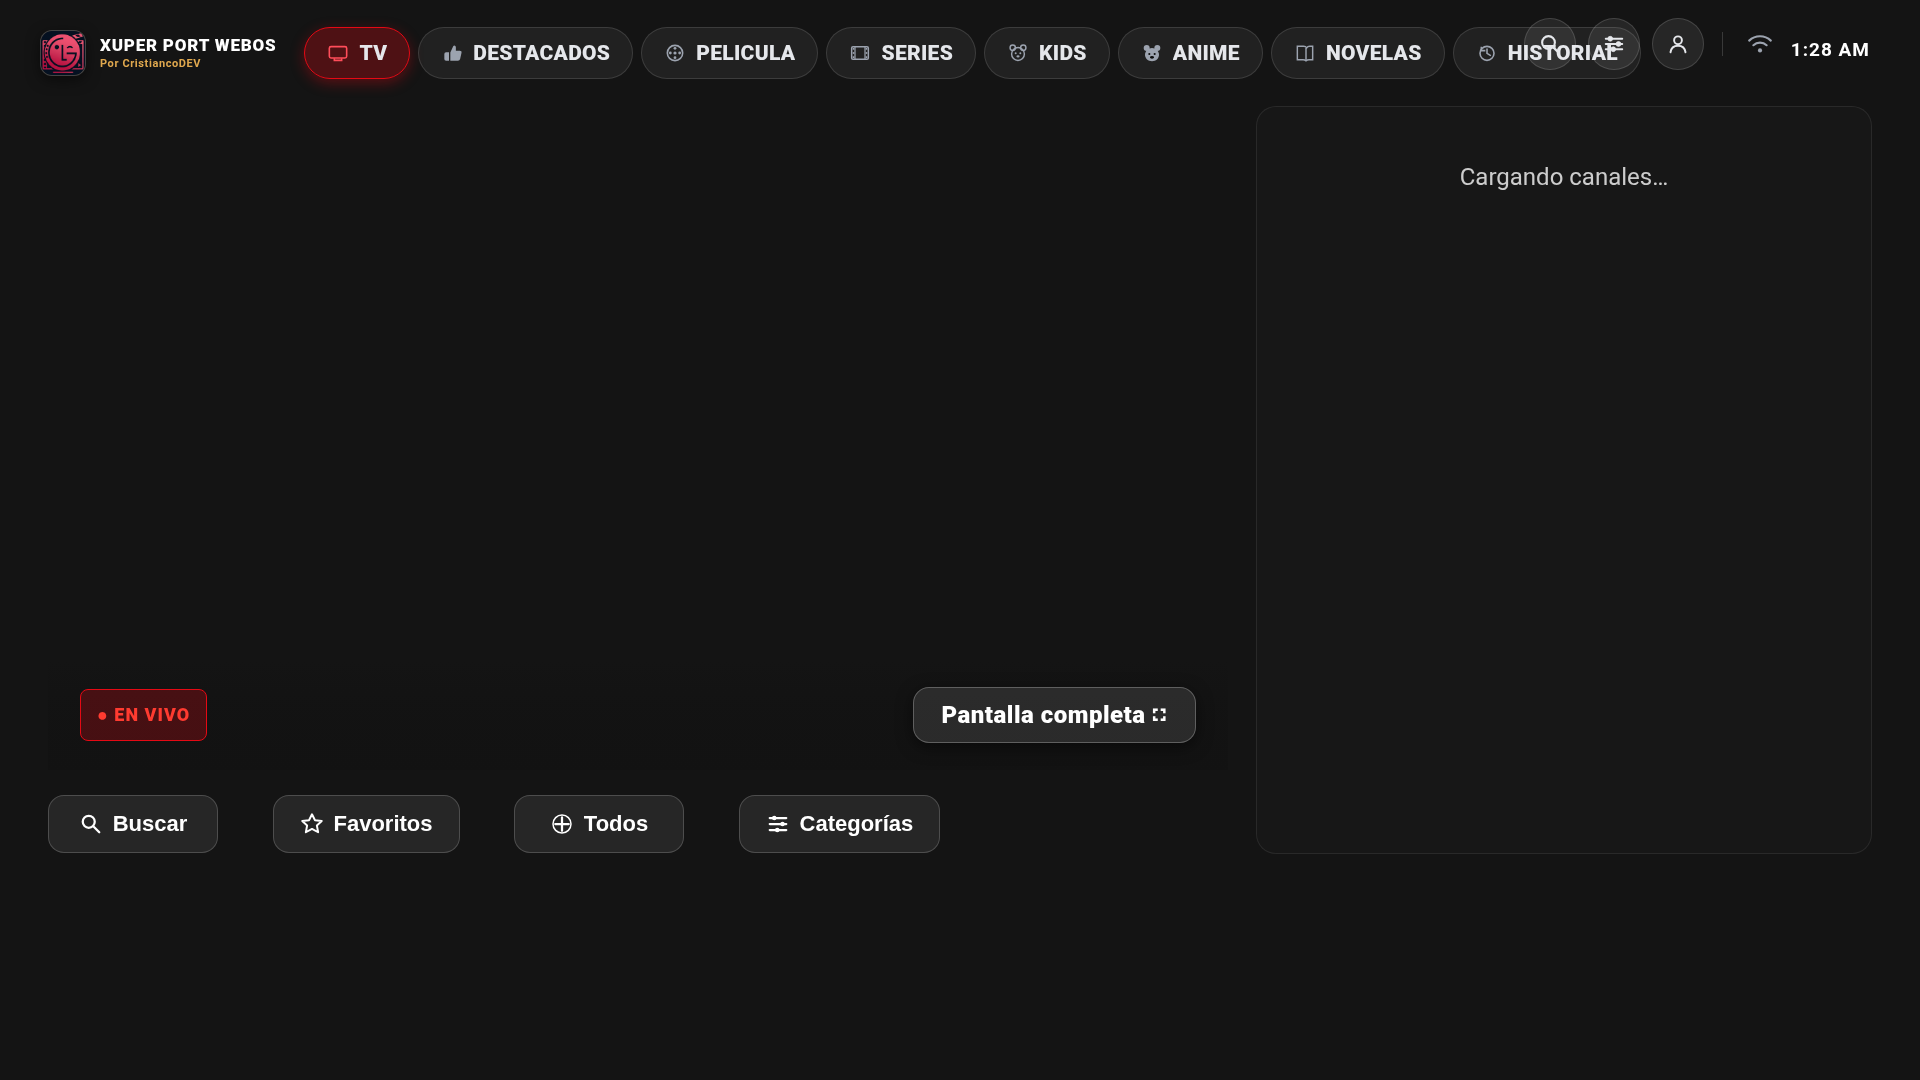 XUPER PORT WEBOS
Por CristiancoDEV
TV
DESTACADOS
PELICULA
SERIES
KIDS
ANIME
NOVELAS
HISTORIAL
1:28 AM
Cargando canales...
• EN VIVO
Pantalla completa
Buscar
Favoritos
Todos
Categorías